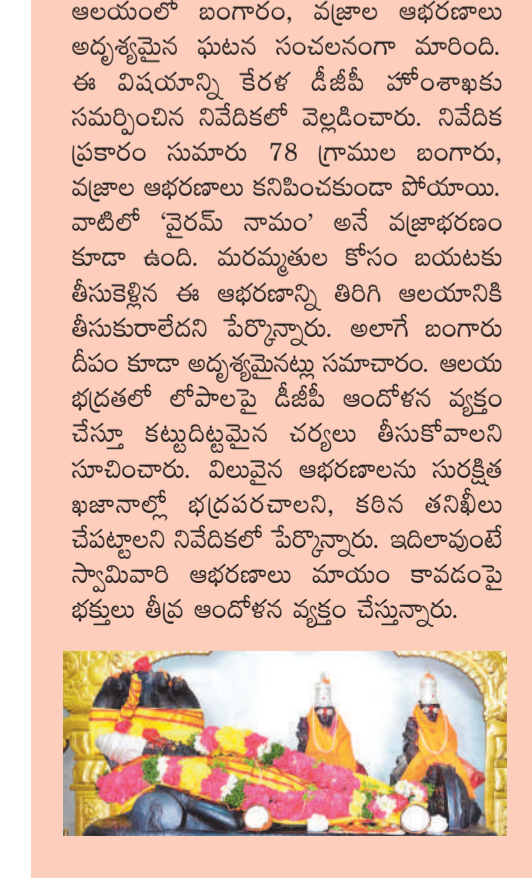 ఆలయంలో బంగారం, వజ్రాల ఆభరణాలు
అదృశ్యమైన ఘటన సంచలనంగా మారింది.
ఈ విషయాన్ని కేరళ డీజీపీ హోంశాఖకు
సమర్పించిన నివేదికలో వెల్లడించారు. నివేదిక
ప్రకారం సుమారు 78 గ్రాముల బంగారు,
వజ్రాల ఆభరణాలు కనిపించకుండా పోయాయి.
వాటిలో ‘వైరమ్ నామం’ అనే వజ్రాభరణం
కూడా ఉంది. మరమ్మతుల కోసం బయటకు
తీసుకెళ్లిన ఈ ఆభరణాన్ని తిరిగి ఆలయానికి
తీసుకురాలేదని పేర్కొన్నారు. అలాగే బంగారు
దీపం కూడా అదృశ్యమైనట్లు సమాచారం. ఆలయ
భద్రతలో లోపాలపై డీజీపీ ఆందోళన వ్యక్తం
చేస్తూ కట్టుదిట్టమైన చర్యలు తీసుకోవాలని
సూచించారు. విలువైన ఆభరణాలను సురక్షిత
ఖజానాల్లో భద్రపరచాలని, కఠిన తనిఖీలు
చేపట్టాలని నివేదికలో పేర్కొన్నారు. ఇదిలావుంటే
స్వామివారి ఆభరణాలు మాయం కావడంపై
భక్తులు తీవ్ర ఆందోళన వ్యక్తం చేస్తున్నారు.